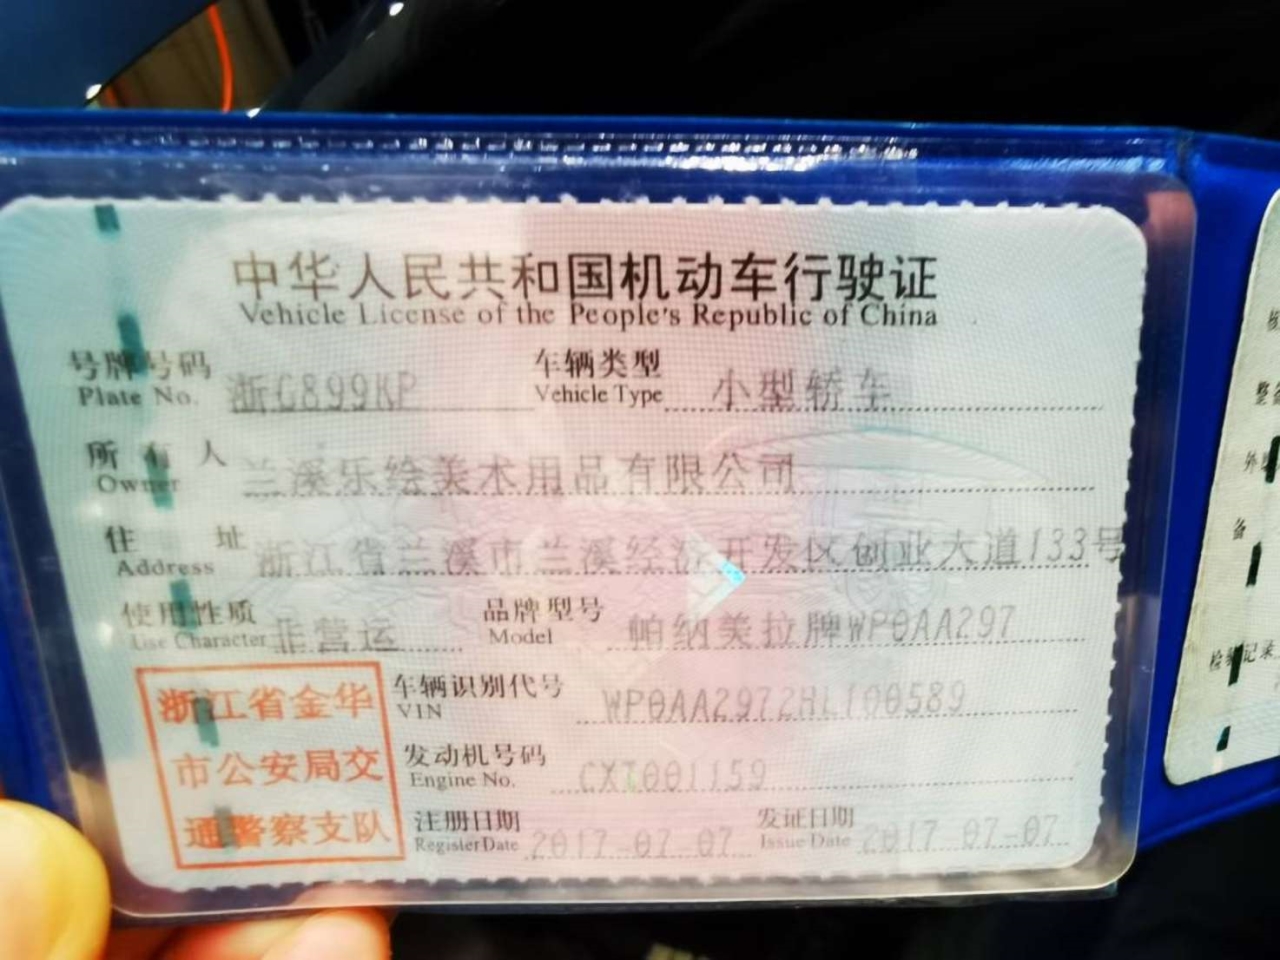 中华人民共和国机动车行驶证
Vehicle License of the People's Republic of China
号牌号码 浙G899KP 车辆类型 小型轿车
Plate No. Vehicle Type
所有人 兰溪乐绘美术用品有限公司
Owner
住址 浙江省兰溪市兰溪经济开发区创业大道133号
Address
使用性质 非营运 品牌型号 帕纳美拉牌WP0AA297
Use Character Model
浙江省金华
市公安局交
通警察支队
车辆识别代号 WP0AA2972HL100589
VIN
发动机号码 CXT001159
Engine No.
注册日期 2017-07-07 发证日期 2017-07-07
Register Date Issue Date
备
记录